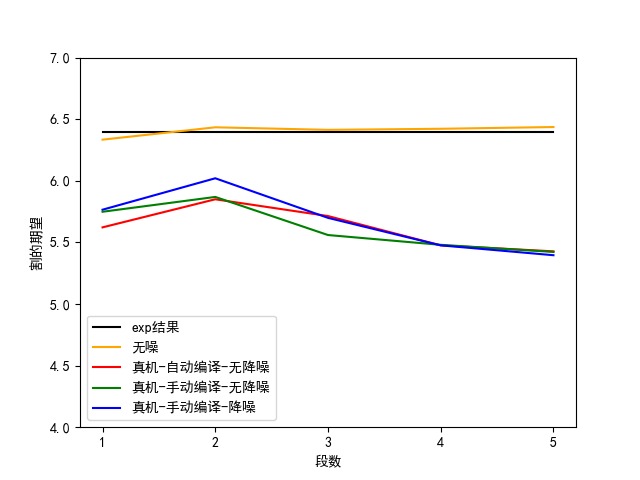 7.0
6.5
6.0
5.5
5.0
4.5
4.0
割的期望
exp结果
无噪
真机-自动编译-无降噪
真机-手动编译-无降噪
真机-手动编译-降噪
1 2 3 4 5
段数